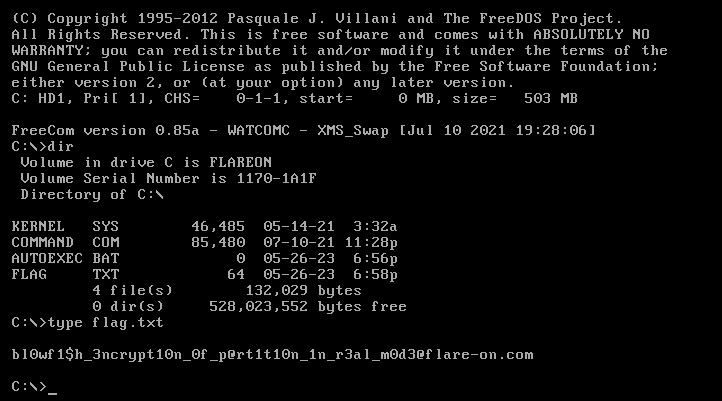 (C) Copyright 1995-2012 Pasquale J. Villani and The FreeDOS Project.
All Rights Reserved. This is free software and comes with ABSOLUTELY NO
WARRANTY; you can redistribute it and/or modify it under the terms of the
GNU General Public License as published by the Free Software Foundation;
either version 2, or (at your option) any later version.
C: HD1, Pri[ 1], CHS=    0-1-1, start=     0 MB, size=   503 MB
FreeCom version 0.85a - WATCOMC - XMS_Swap [Jul 10 2021 19:28:06]
C:\>dir
 Volume in drive C is FLAREON
 Volume Serial Number is 1170-1A1F
 Directory of C:\
KERNEL   SYS        46,485  05-14-21  3:32a
COMMAND  COM        85,480  07-10-21 11:28p
AUTOEXEC BAT             0  05-26-23  6:56p
FLAG     TXT            64  05-26-23  6:58p
         4 file(s)        132,029 bytes
         0 dir(s)     528,023,552 bytes free
C:\>type flag.txt
bl0wf1$h_3ncrypt10n_0f_p@rt1t10n_1n_r3al_m0d3@flare-on.com
C:\>_